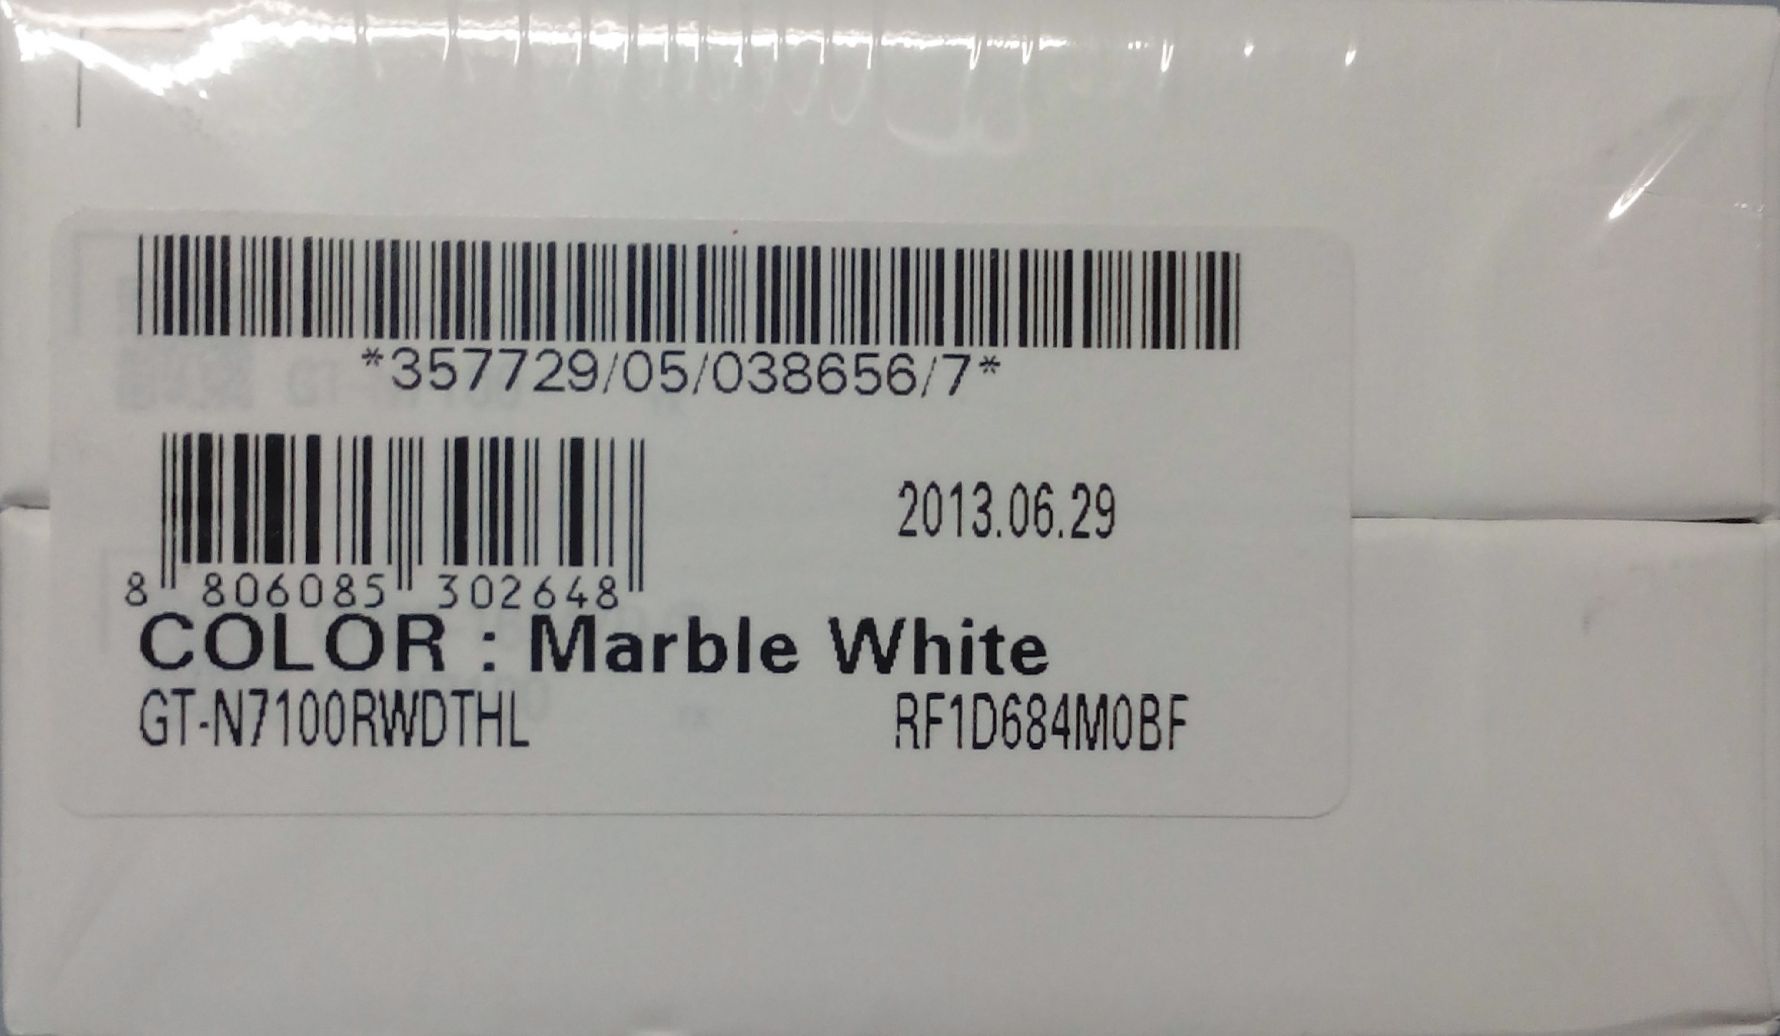 *357729/05/038656/7*
8 806085 302648
2013.06.29
COLOR : Marble White
GT-N7100RWDTHL
RF1D684M0BF